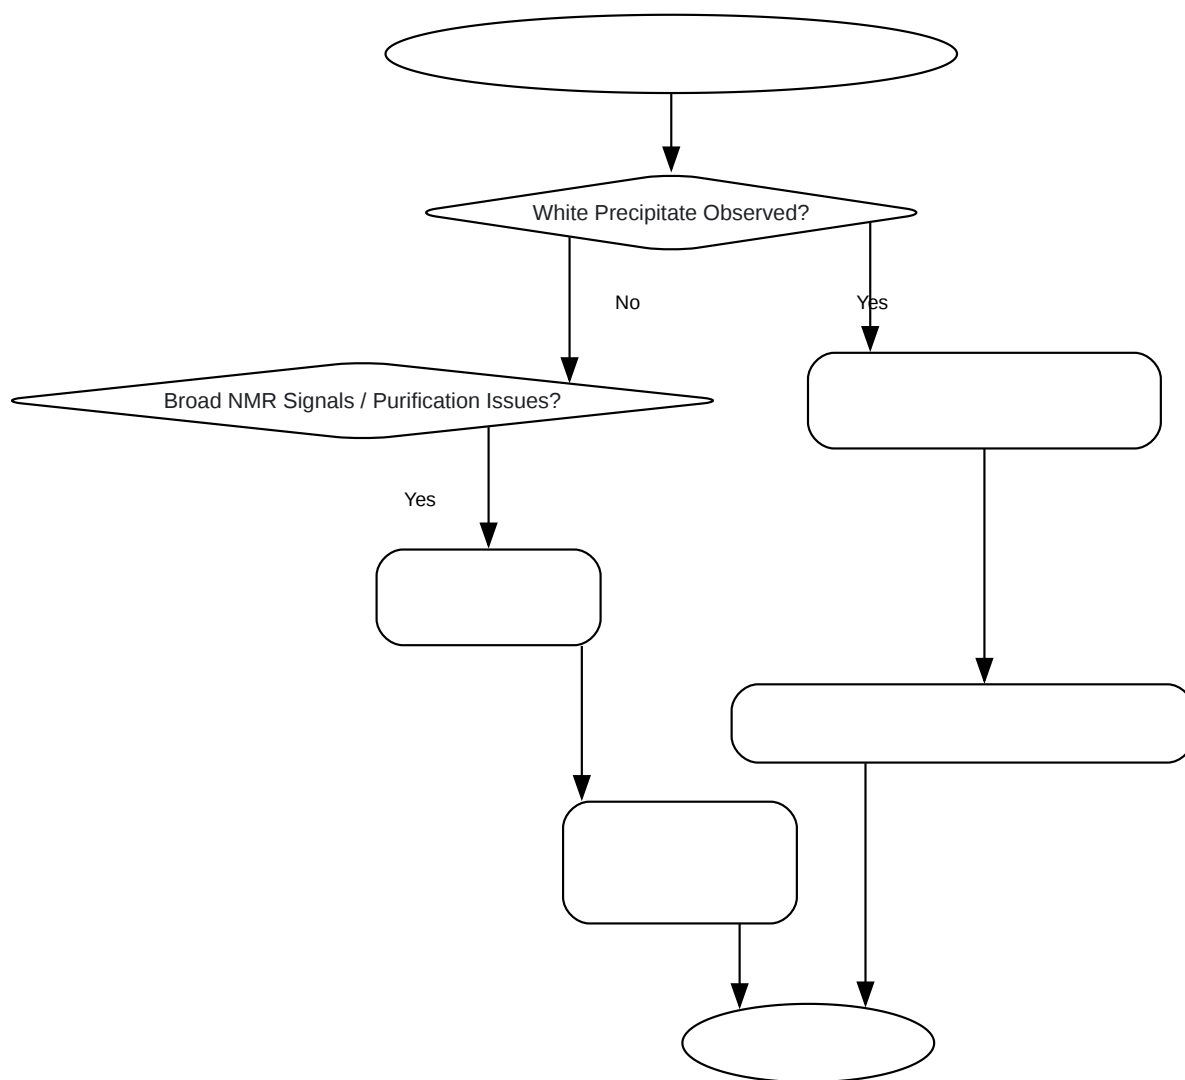 White Precipitate Observed?
No
Yes
Broad NMR Signals / Purification Issues?
Yes